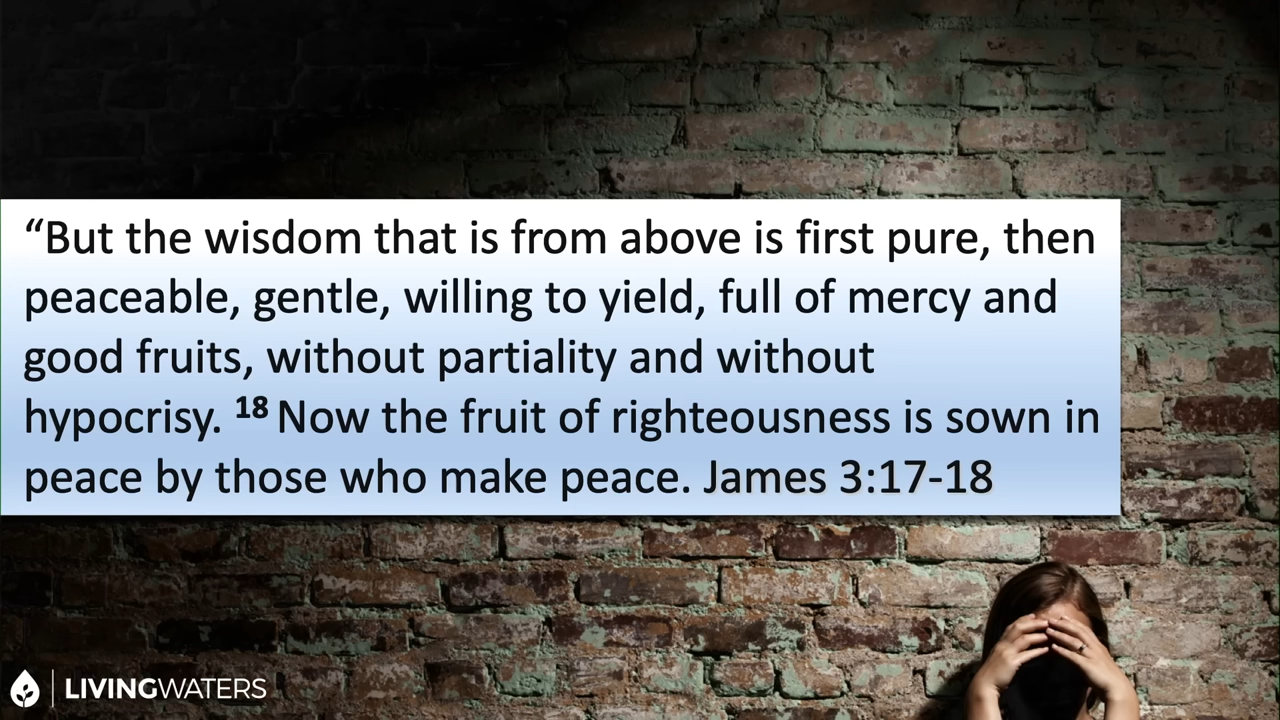 “But the wisdom that is from above is first pure, then
peaceable, gentle, willing to yield, full of mercy and
good fruits, without partiality and without
hypocrisy. 18 Now the fruit of righteousness is sown in
peace by those who make peace. James 3:17-18
LIVINGWATERS